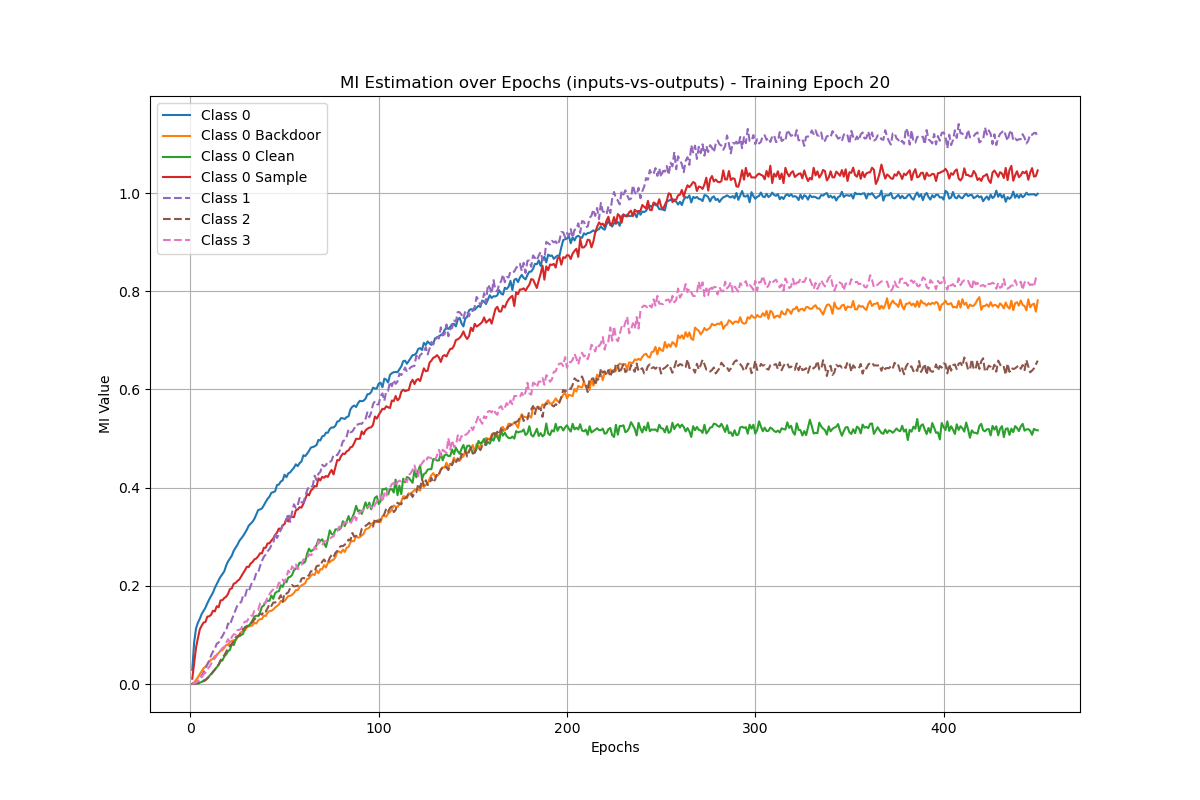 MI Estimation over Epochs (inputs-vs-outputs) - Training Epoch 20
Class 0
Class 0 Backdoor
Class 0 Clean
Class 0 Sample
Class 1
Class 2
Class 3
MI Value
1.0
0.8
0.6
0.4
0.2
0.0
0 100 200 300 400
Epochs